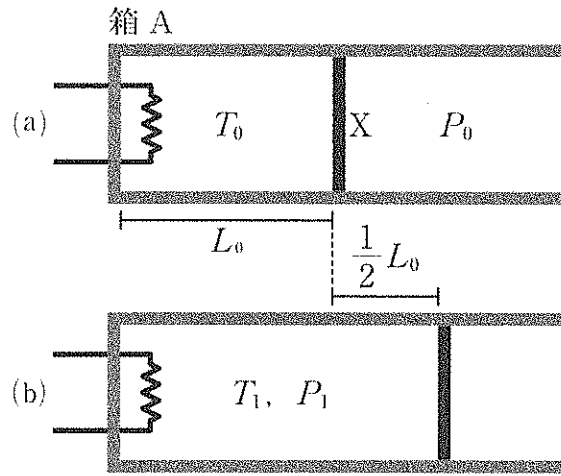 箱 A
(a) T₀ X P₀
L₀
1/2 L₀
(b) T₁, P₁